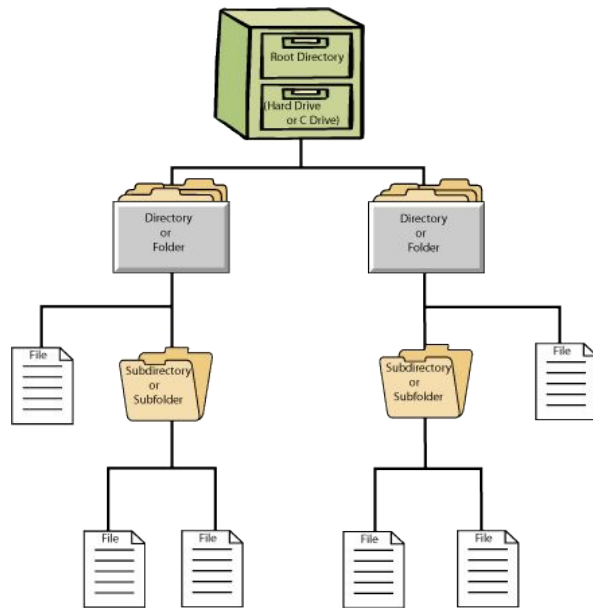 Root Directory
(Hard Drive
or C Drive)
Directory
or
Folder
Directory
or
Folder
File
Subdirectory
or
Subfolder
Subdirectory
or
Subfolder
File
File
File
File
File